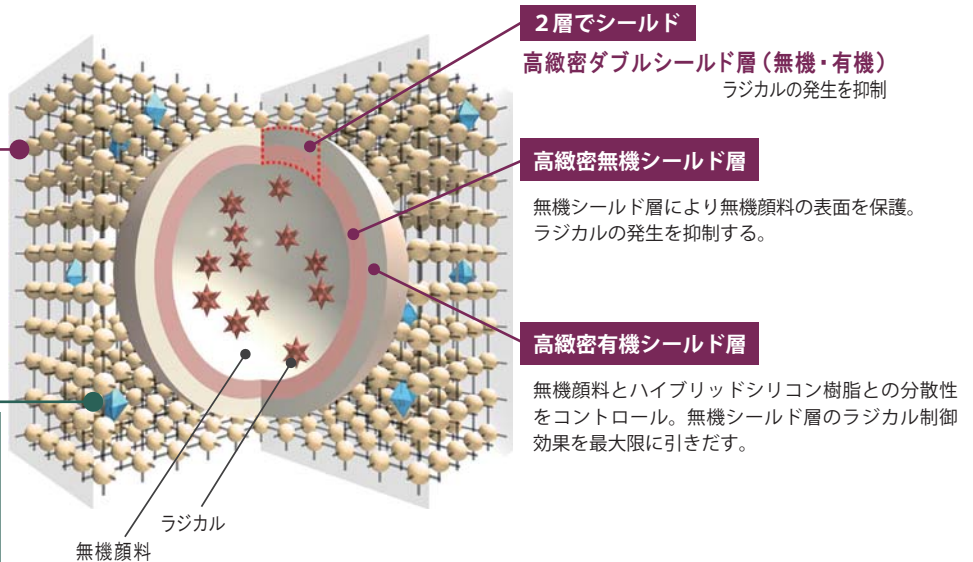 2層でシールド
高緻密ダブルシールド層（無機・有機）
ラジカルの発生を抑制
高緻密無機シールド層
無機シールド層により無機顔料の表面を保護。
ラジカルの発生を抑制する。
高緻密有機シールド層
無機顔料とハイブリッドシリコン樹脂との分散性
をコントロール。無機シールド層のラジカル制御
効果を最大限に引きだす。
ラジカル
無機顔料